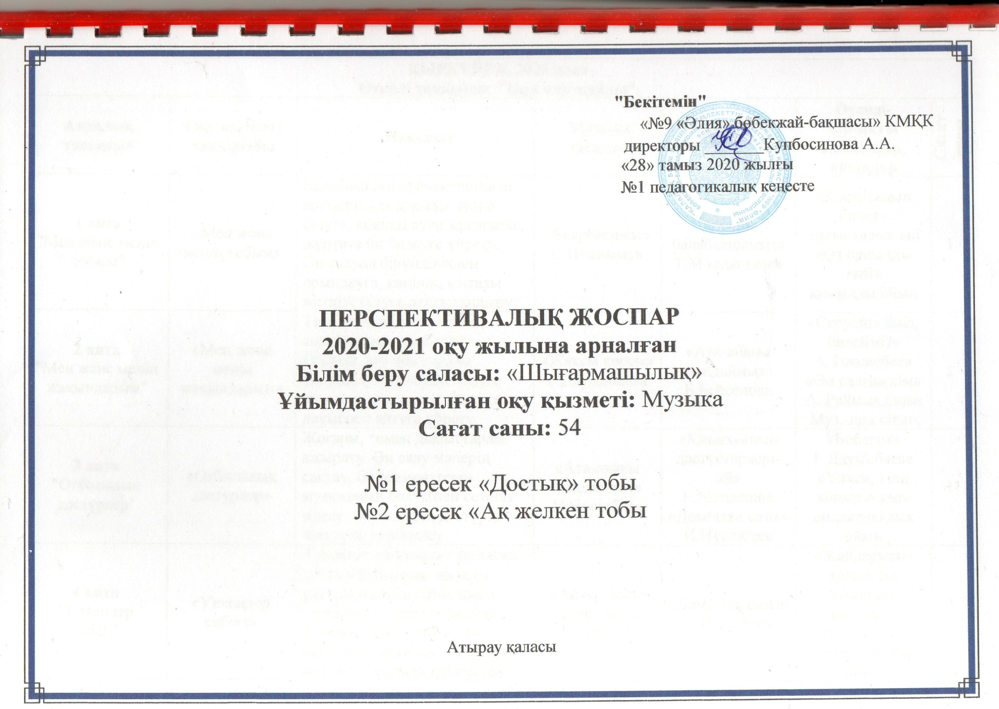 "Бекітемін"
«№9 «Әлия» бөбекжай-бақшасы» КМҚК
директоры ________Купбосинова А.А.
«28» тамыз 2020 жылғы
№1 педагогикалық кеңесте
ПЕРСПЕКТИВАЛЫҚ ЖОСПАР
2020-2021 оқу жылына арналған
Білім беру саласы: «Шығармашылық»
Ұйымдастырылған оқу қызметі: Музыка
Сағат саны: 54
№1 ересек «Достық» тобы
№2 ересек «Ақ желкен тобы
Атырау қаласы